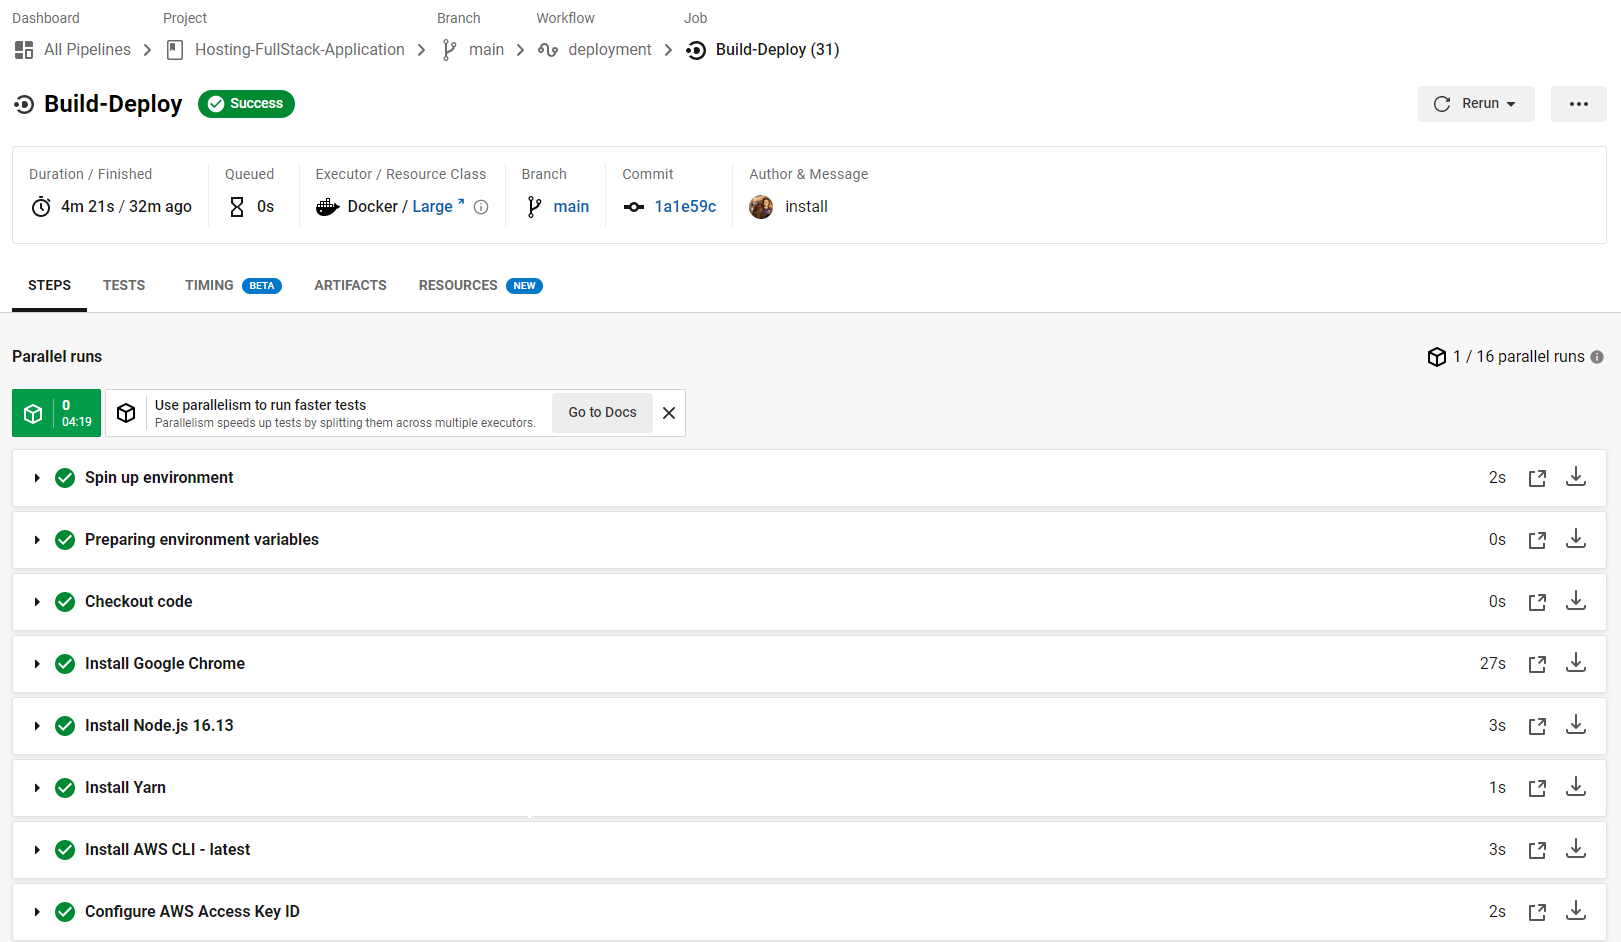 Dashboard Project Branch Workflow Job
All Pipelines Hosting-FullStack-Application main deployment Build-Deploy (31)
Build-Deploy Success Rerun
Duration / Finished Queued Executor / Resource Class Branch Commit Author & Message
4m 21s / 32m ago 0s Docker / Large main 1a1e59c install
STEPS TESTS TIMING BETA ARTIFACTS RESOURCES NEW
Parallel runs 1 / 16 parallel runs
0
04:19
Use parallelism to run faster tests
Parallelism speeds up tests by splitting them across multiple executors.
Go to Docs
Spin up environment 2s
Preparing environment variables 0s
Checkout code 0s
Install Google Chrome 27s
Install Node.js 16.13 3s
Install Yarn 1s
Install AWS CLI - latest 3s
Configure AWS Access Key ID 2s